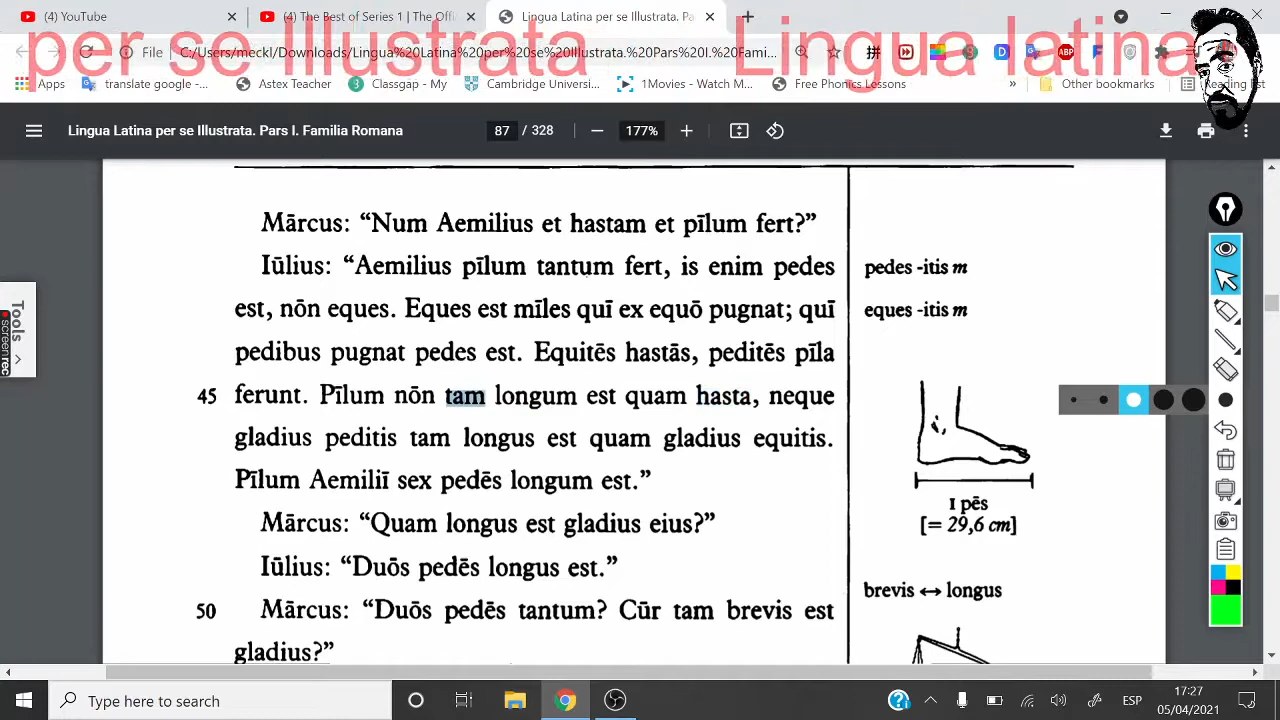 (4) YouTube
(4) The Best of Series 1 | The Offi
Lingua Latina per se Illustrata. Pa
per se Illustrata Lingua latina
File C:/Users/meckl/Downloads/Lingua%20Latina%20per%20se%20Illustrata.%20Pars%20I.%20Fami...
Apps
translate google -...
Astex Teacher
Classgap - My
Cambridge Universi...
1Movies - Watch M...
Free Phonics Lessons
»
Other bookmarks
Reading list
Lingua Latina per se Illustrata. Pars I. Familia Romana
87 / 328
177%
Mārcus: “Num Aemilius et hastam et pīlum fert?”
Iūlius: “Aemilius pīlum tantum fert, is enim pedes
est, nōn eques. Eques est mīles quī ex equō pugnat; quī
pedibus pugnat pedes est. Equitēs hastās, peditēs pīla
45 ferunt. Pīlum nōn tam longum est quam hasta, neque
gladius peditis tam longus est quam gladius equitis.
Pīlum Aemiliī sex pedēs longum est.”
Mārcus: “Quam longus est gladius eius?”
Iūlius: “Duōs pedēs longus est.”
50 Mārcus: “Duōs pedēs tantum? Cūr tam brevis est
gladius?”
pedes -itis m
eques -itis m
I pēs
[= 29,6 cm]
brevis ↔ longus
Tools
screenrec
Type here to search
ESP
17:27
05/04/2021